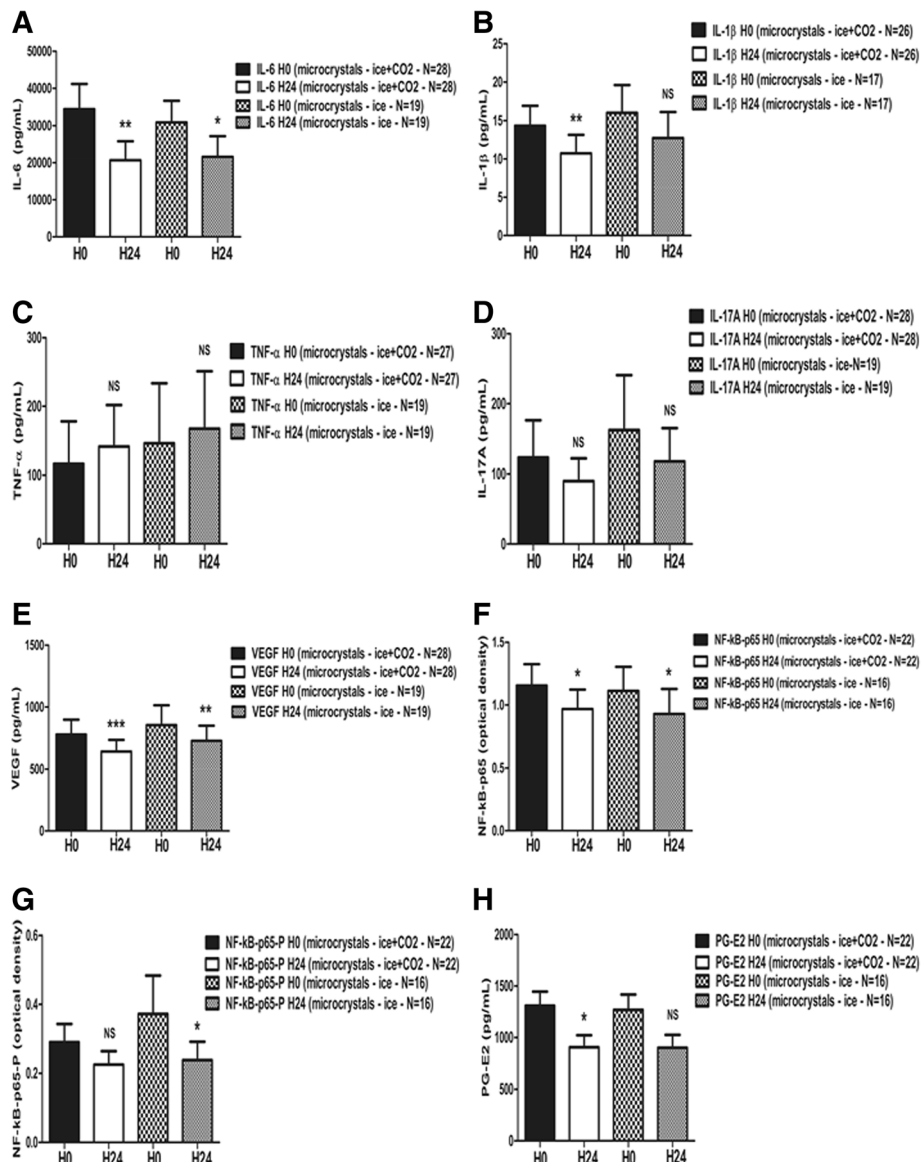 A
IL-6 (pg/mL)
50000
40000
30000
20000
10000
0
**
*
H0 H24 H0 H24
IL-6 H0 (microcrystals - ice+CO2 - N=28)
IL-6 H24 (microcrystals - ice+CO2 - N=28)
IL-6 H0 (microcrystals - ice - N=19)
IL-6 H24 (microcrystals - ice - N=19)
B
IL-1β (pg/mL)
25
20
15
10
5
0
**
NS
H0 H24 H0 H24
IL-1β H0 (microcrystals - ice+CO2 - N=26)
IL-1β H24 (microcrystals - ice+CO2 - N=26)
IL-1β H0 (microcrystals - ice - N=17)
IL-1β H24 (microcrystals - ice - N=17)
C
TNF-α (pg/mL)
300
200
100
0
NS
NS
H0 H24 H0 H24
TNF-α H0 (microcrystals - ice+CO2 - N=27)
TNF-α H24 (microcrystals - ice+CO2 - N=27)
TNF-α H0 (microcrystals - ice - N=19)
TNF-α H24 (microcrystals - ice - N=19)
D
IL-17A (pg/mL)
300
200
100
0
NS
NS
H0 H24 H0 H24
IL-17A H0 (microcrystals - ice+CO2 - N=28)
IL-17A H24 (microcrystals - ice+CO2 - N=28)
IL-17A H0 (microcrystals - ice-N=19)
IL-17A H24 (microcrystals - ice - N=19)
E
VEGF (pg/mL)
1500
1000
500
0
***
**
H0 H24 H0 H24
VEGF H0 (microcrystals - ice+CO2 - N=28)
VEGF H24 (microcrystals - ice+CO2 - N=28)
VEGF H0 (microcrystals - ice - N=19)
VEGF H24 (microcrystals - ice - N=19)
F
NF-kB-p65 (optical density)
1.5
1.0
0.5
0.0
*
*
H0 H24 H0 H24
NF-kB-p65 H0 (microcrystals - ice+CO2 - N=22)
NF-kB-p65 H24 (microcrystals - ice+CO2 - N=22)
NF-kB-p65 H0 (microcrystals - ice - N=16)
NF-kB-p65 H24 (microcrystals - ice - N=16)
G
NF-kB-p65-P (optical density)
0.6
0.4
0.2
0.0
NS
*
H0 H24 H0 H24
NF-kB-p65-P H0 (microcrystals - ice+CO2 - N=22)
NF-kB-p65-P H24 (microcrystals - ice+CO2 - N=22)
NF-kB-p65-P H0 (microcrystals - ice - N=16)
NF-kB-p65-P H24 (microcrystals - ice - N=16)
H
PG-E2 (pg/mL)
2000
1500
1000
500
0
*
NS
H0 H24 H0 H24
PG-E2 H0 (microcrystals - ice+CO2 - N=22)
PG-E2 H24 (microcrystals - ice+CO2 - N=22)
PG-E2 H0 (microcrystals - ice - N=16)
PG-E2 H24 (microcrystals - ice - N=16)